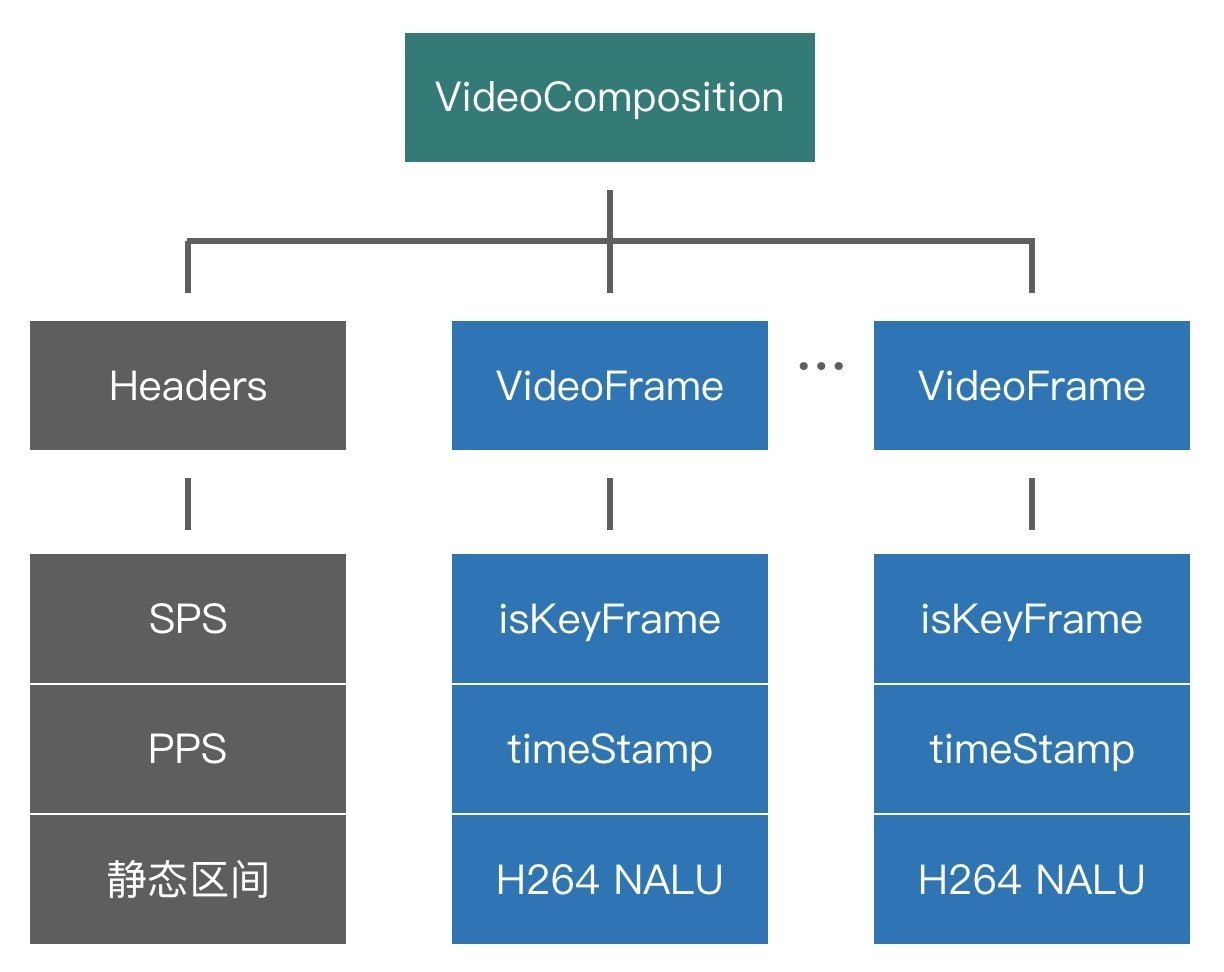 VideoComposition
Headers
VideoFrame
...
VideoFrame
SPS
isKeyFrame
isKeyFrame
PPS
timeStamp
timeStamp
静态区间
H264 NALU
H264 NALU